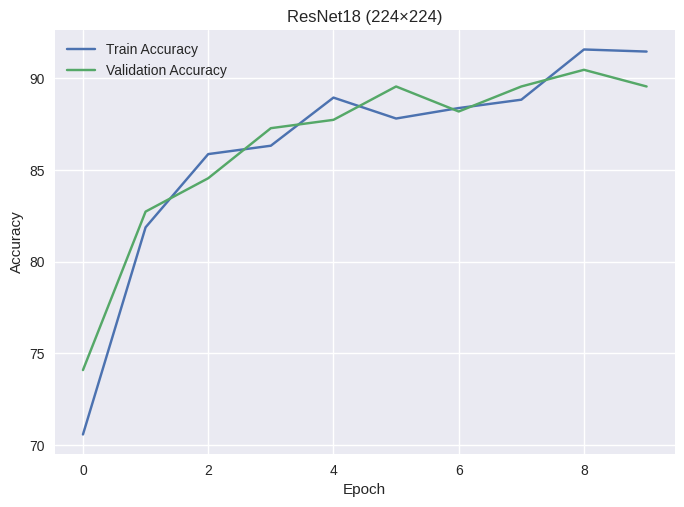 ResNet18 (224×224)
Train Accuracy
Validation Accuracy
90
85
80
75
70
Accuracy
0 2 4 6 8
Epoch